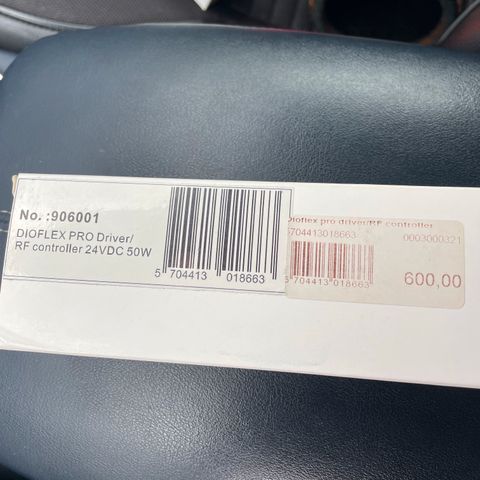 No. :906001
DIOFLEX PRO Driver/
RF controller 24VDC 50W
5 704413 018663
Dioflex pro driver/RF controller
5704413018663 0003000321
5 704413 018663
600,00